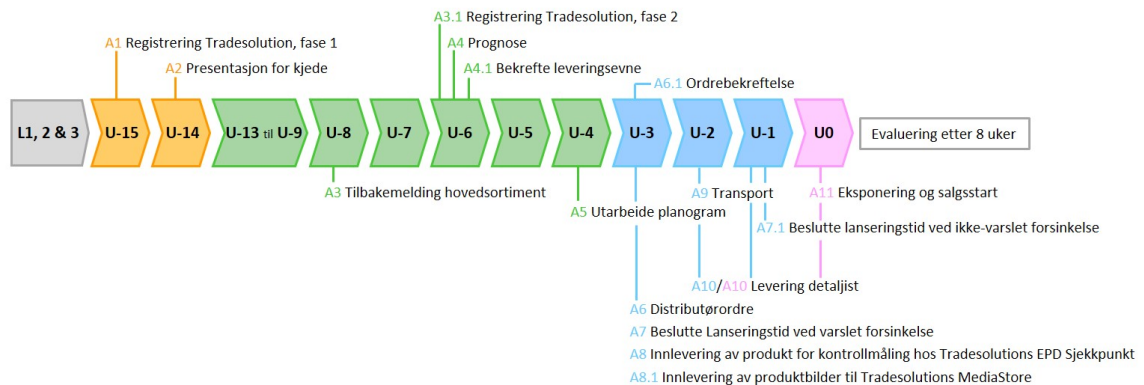 A3.1 Registrering Tradesolution, fase 2
A1 Registrering Tradesolution, fase 1
A4 Prognose
A2 Presentasjon for kjede
A4.1 Bekrefte leveringsevne
A6.1 Ordrebekreftelse
L1, 2 & 3
U-15
U-14
U-13 til U-9
U-8
U-7
U-6
U-5
U-4
U-3
U-2
U-1
U0
Evaluering etter 8 uker
A3 Tilbakemelding hovedsortiment
A9 Transport
A11 Eksponering og salgsstart
A5 Utarbeide planogram
A7.1 Beslutte lanseringstid ved ikke-varslet forsinkelse
A10/A10 Levering detaljist
A6 Distributørordre
A7 Beslutte Lanseringstid ved varslet forsinkelse
A8 Innlevering av produkt for kontrollmåling hos Tradesolutions EPD Sjekkpunkt
A8.1 Innlevering av produktbilder til Tradesolutions MediaStore